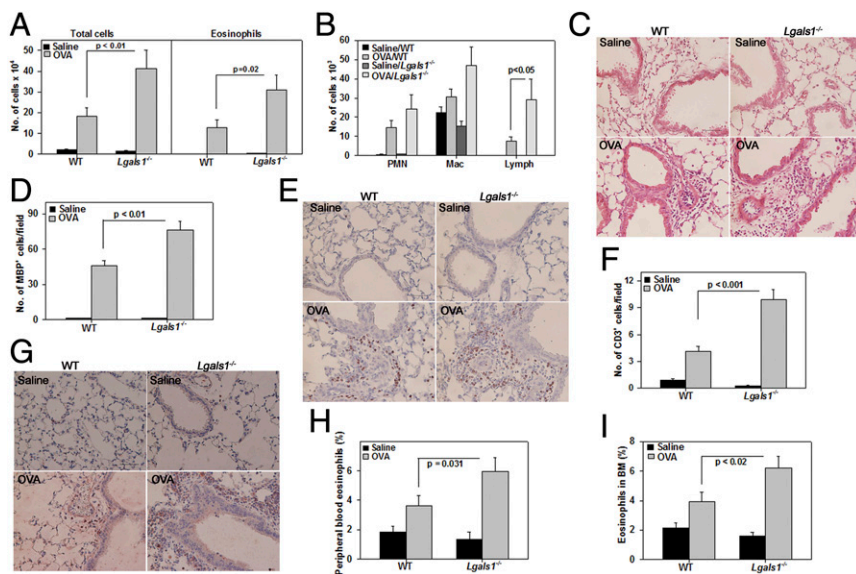 A
Total cells
Eosinophils
Saline
OVA
p < 0.01
p=0.02
No. of cells x 10⁴
50
40
30
20
10
0
WT
Lgals1⁻/⁻
WT
Lgals1⁻/⁻
B
Saline/WT
OVA/WT
Saline/Lgals1⁻/⁻
OVA/Lgals1⁻/⁻
p<0.05
No. of cells x 10³
60
50
40
30
20
10
0
PMN
Mac
Lymph
C
WT
Lgals1⁻/⁻
Saline
Saline
OVA
OVA
D
Saline
OVA
p < 0.01
No. of MBP⁺ cells/field
90
60
30
0
WT
Lgals1⁻/⁻
E
WT
Lgals1⁻/⁻
Saline
Saline
OVA
OVA
F
Saline
OVA
p < 0.001
No. of CD3⁺ cells/field
12
9
6
3
0
WT
Lgals1⁻/⁻
G
WT
Lgals1⁻/⁻
Saline
Saline
OVA
OVA
H
Saline
OVA
p = 0.031
Peripheral blood eosinophils (%)
6
4
2
0
WT
Lgals1⁻/⁻
I
Saline
OVA
p < 0.02
Eosinophils in BM (%)
8
6
4
2
0
WT
Lgals1⁻/⁻